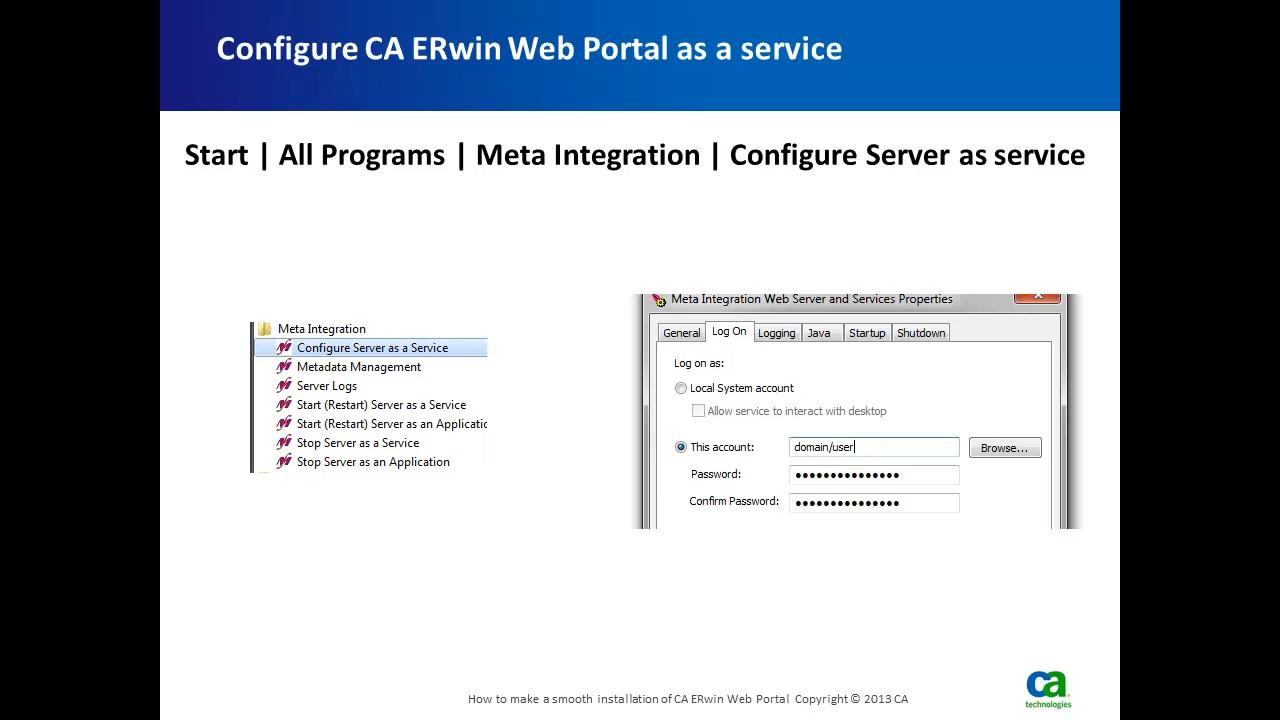 Configure CA ERwin Web Portal as a service
Start | All Programs | Meta Integration | Configure Server as service
Meta Integration
Configure Server as a Service
Metadata Management
Server Logs
Start (Restart) Server as a Service
Start (Restart) Server as an Applicatic
Stop Server as a Service
Stop Server as an Application
Meta Integration Web Server and Services Properties
General Log On Logging Java Startup Shutdown
Log on as:
Local System account
Allow service to interact with desktop
This account: domain/user Browse...
Password: ●●●●●●●●●●●●●●●
Confirm Password: ●●●●●●●●●●●●●●●
How to make a smooth installation of CA ERwin Web Portal Copyright © 2013 CA
ca
technologies